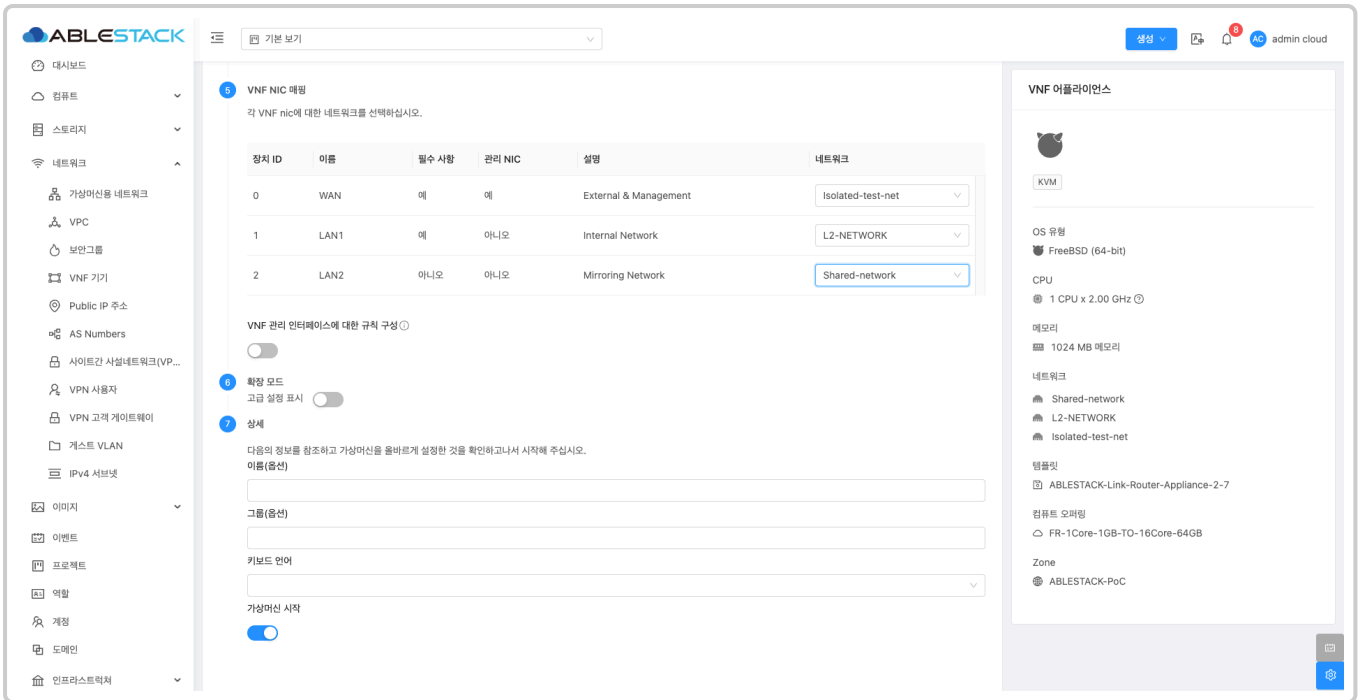 ABLESTACK
기본 보기
생성
8
AC
admin cloud
대시보드
컴퓨트
스토리지
네트워크
가상머신용 네트워크
VPC
보안그룹
VNF 기기
Public IP 주소
AS Numbers
사이트간 사설네트워크(VP...
VPN 사용자
VPN 고객 게이트웨이
게스트 VLAN
IPv4 서브넷
이미지
이벤트
프로젝트
역할
계정
도메인
인프라스트럭쳐
5 VNF NIC 매핑
각 VNF nic에 대한 네트워크를 선택하십시오.
장치 ID 이름 필수 사항 관리 NIC 설명 네트워크
0 WAN 예 예 External & Management Isolated-test-net
1 LAN1 예 아니오 Internal Network L2-NETWORK
2 LAN2 아니오 아니오 Mirroring Network Shared-network
VNF 관리 인터페이스에 대한 규칙 구성
6 확장 모드
고급 설정 표시
7 상세
다음의 정보를 참조하고 가상머신을 올바르게 설정한 것을 확인하고나서 시작해 주십시오.
이름(옵션)
그룹(옵션)
키보드 언어
가상머신 시작
VNF 어플라이언스
KVM
OS 유형
FreeBSD (64-bit)
CPU
1 CPU x 2.00 GHz
메모리
1024 MB 메모리
네트워크
Shared-network
L2-NETWORK
Isolated-test-net
템플릿
ABLESTACK-Link-Router-Appliance-2-7
컴퓨트 오퍼링
FR-1Core-1GB-TO-16Core-64GB
Zone
ABLESTACK-PoC